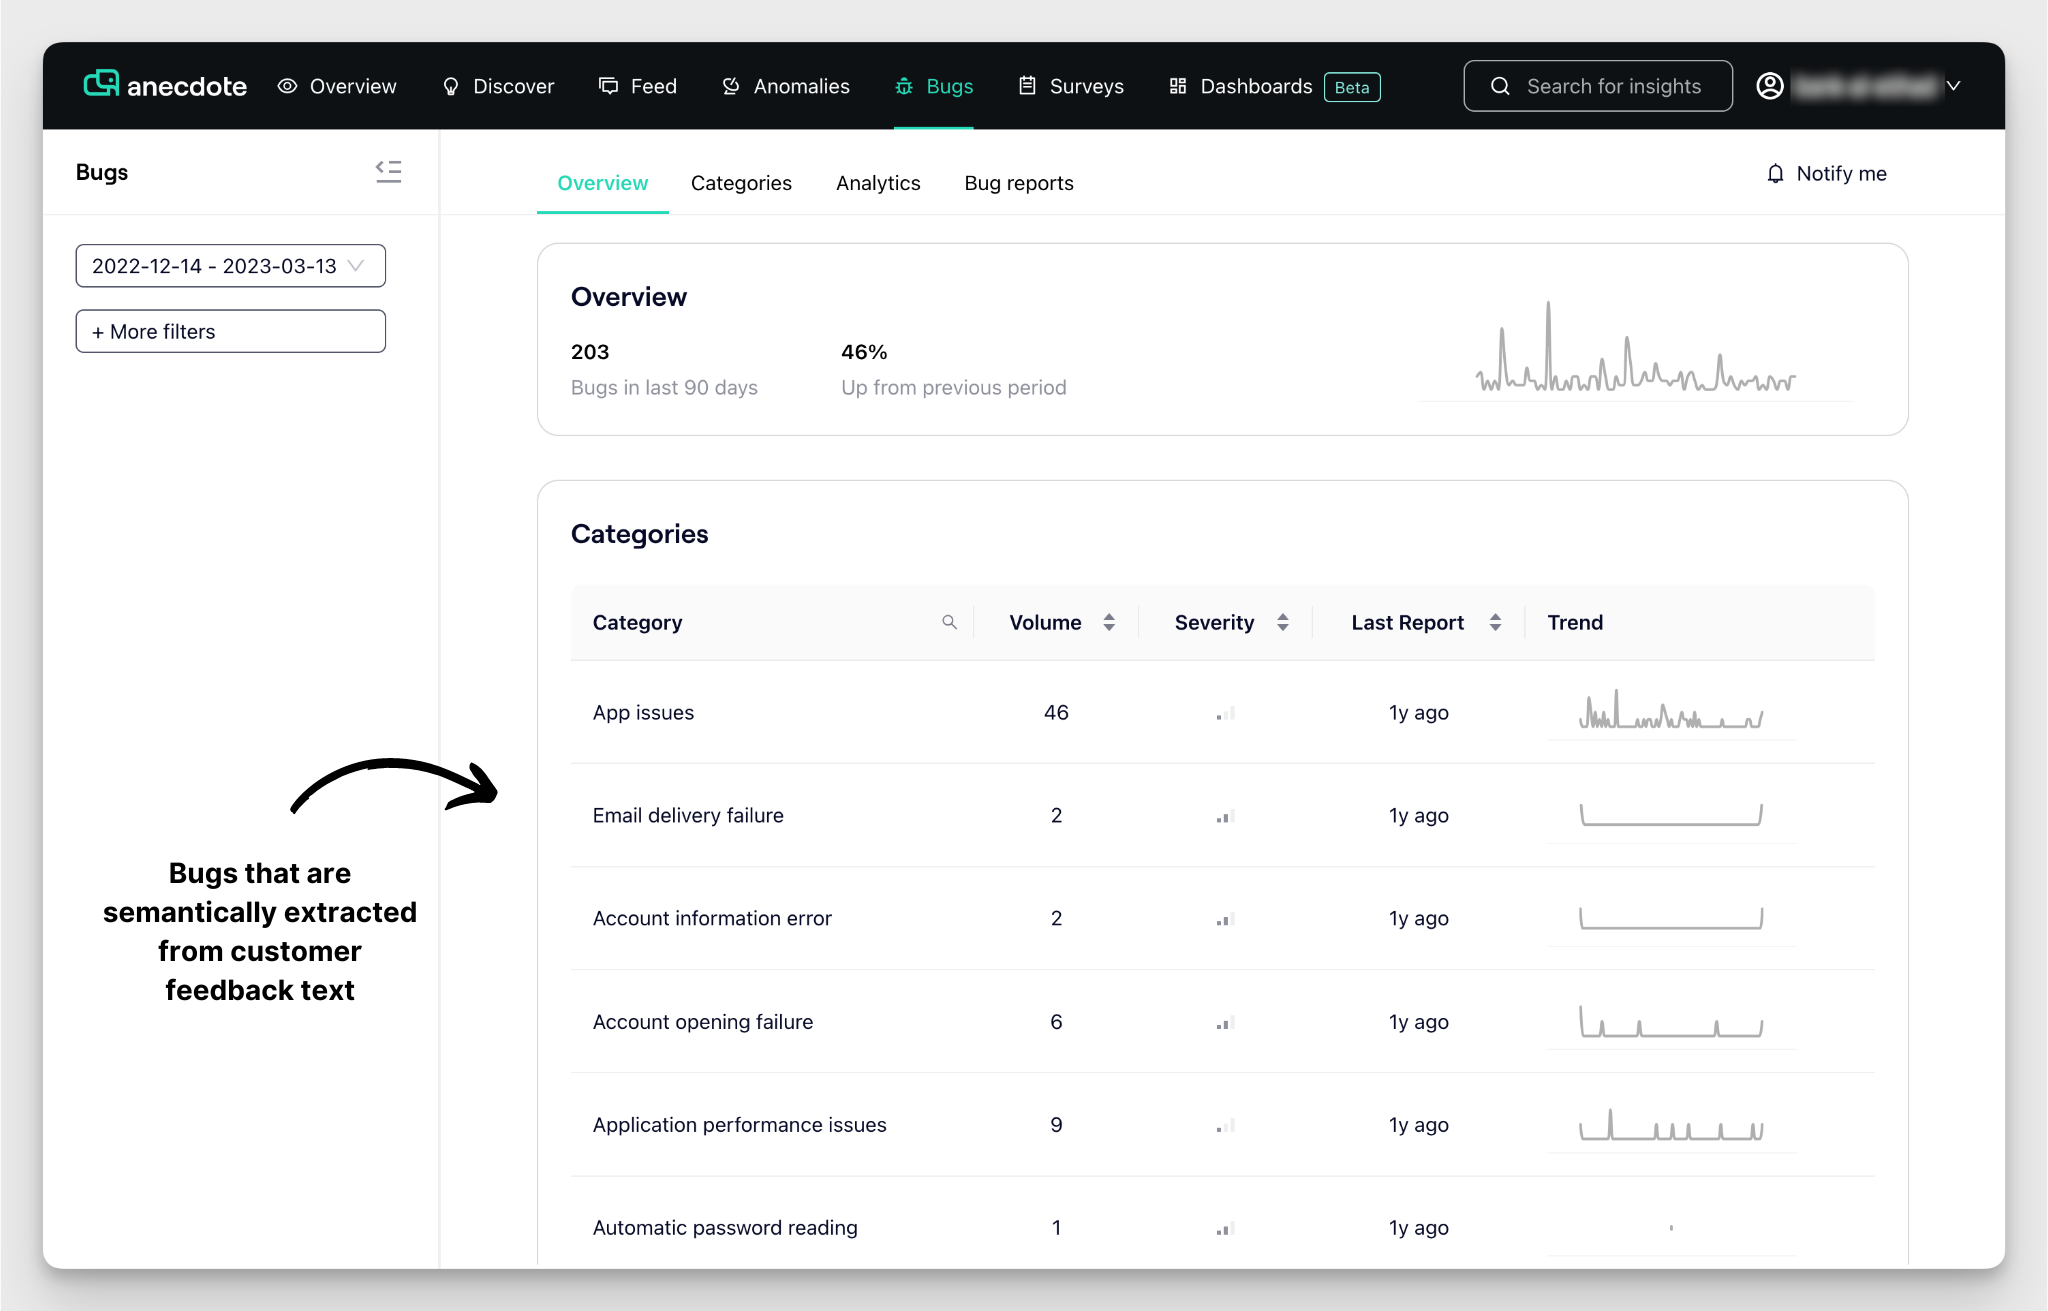 anecdote
Overview
Discover
Feed
Anomalies
Bugs
Surveys
Dashboards
Beta
Search for insights
Bugs
Overview
Categories
Analytics
Bug reports
Notify me
2022-12-14 - 2023-03-13
+ More filters
Overview
203
46%
Bugs in last 90 days
Up from previous period
Categories
Category
Volume
Severity
Last Report
Trend
App issues
46
1y ago
Email delivery failure
2
1y ago
Account information error
2
1y ago
Account opening failure
6
1y ago
Application performance issues
9
1y ago
Automatic password reading
1
1y ago
Bugs that are
semantically extracted
from customer
feedback text